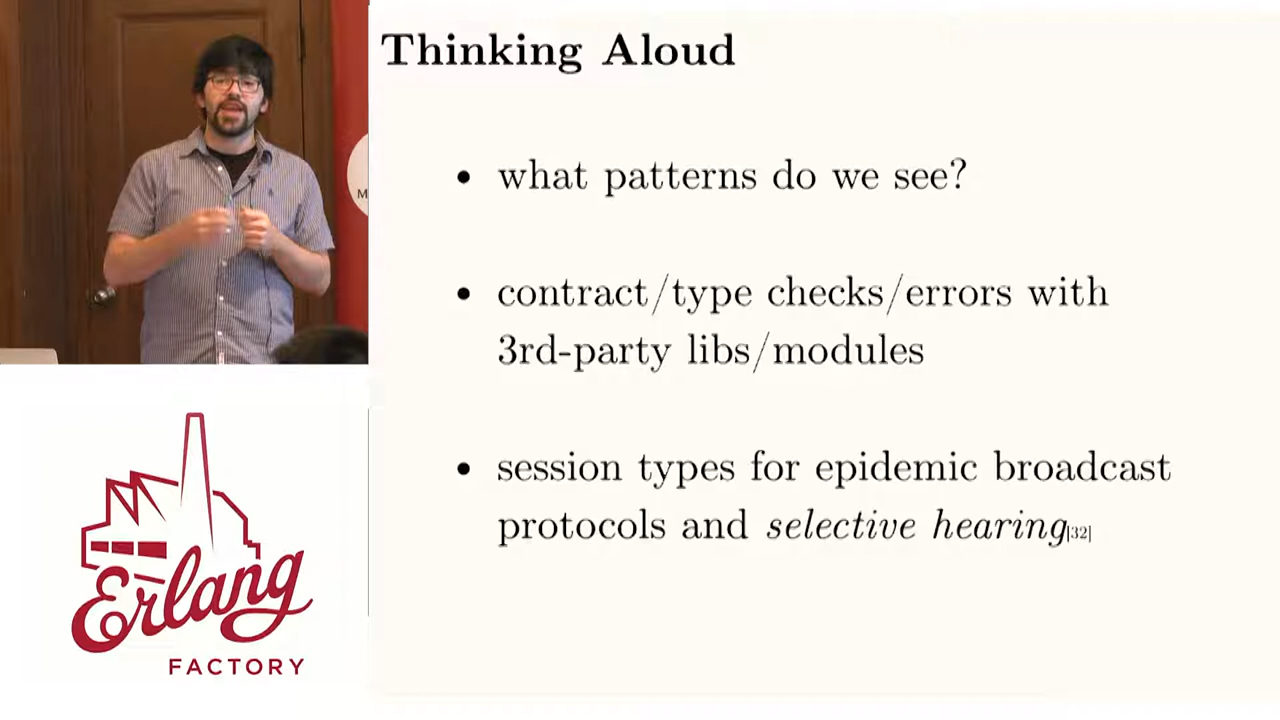 Thinking Aloud
• what patterns do we see?
• contract/type checks/errors with
3rd-party libs/modules
• session types for epidemic broadcast
protocols and selective hearing[32]
M
Erlang
FACTORY